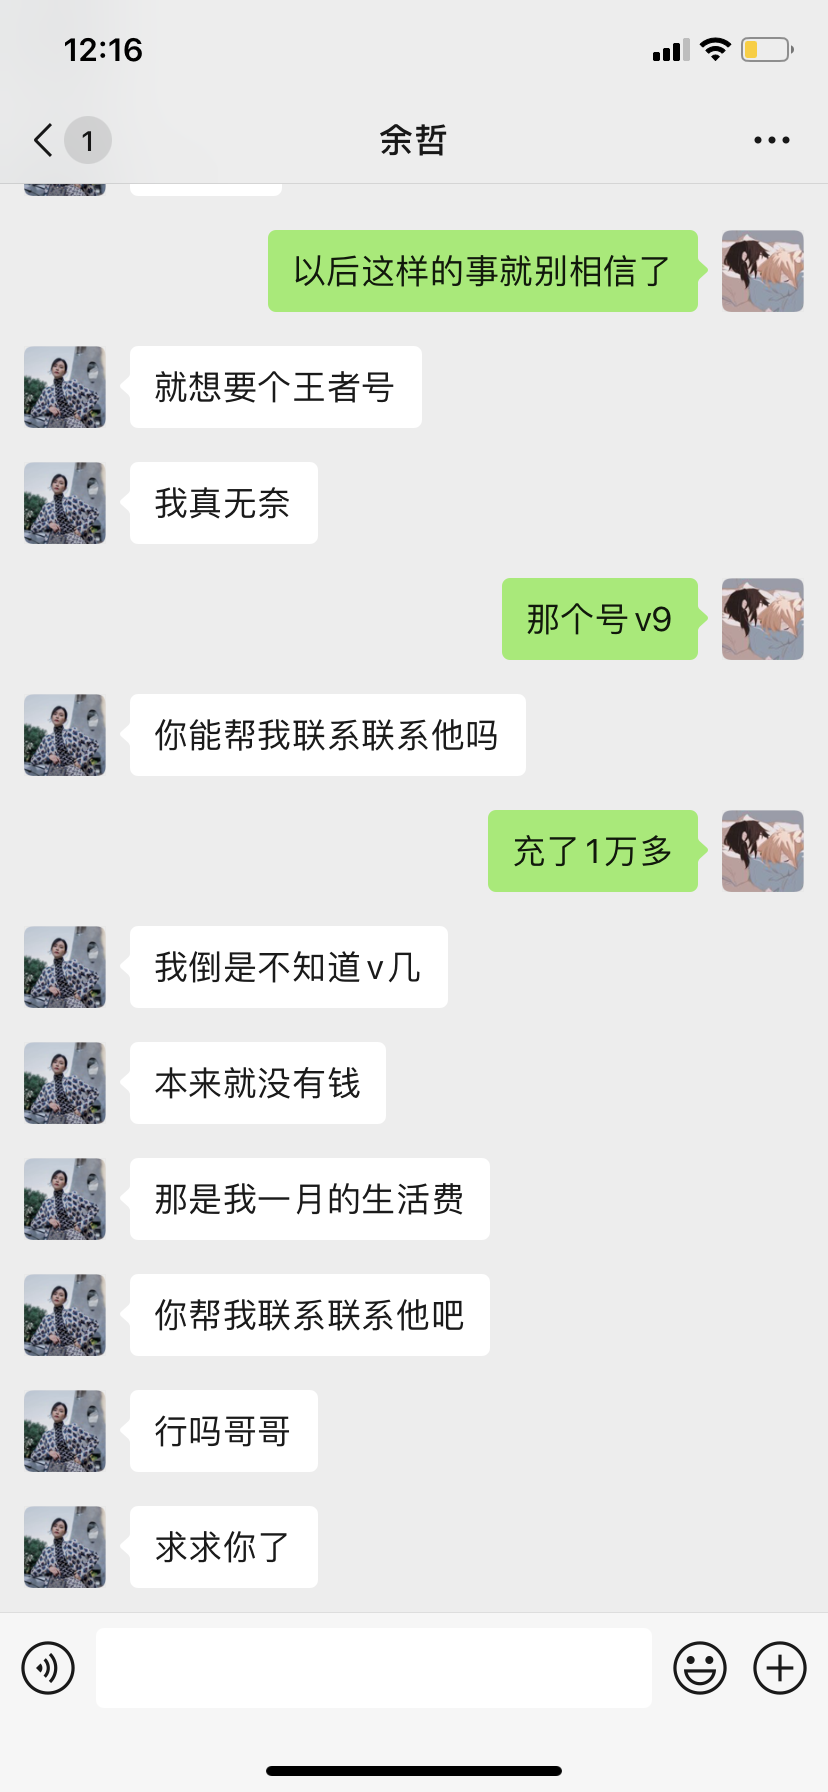 12:16
1
余哲
以后这样的事就别相信了
就想要个王者号
我真无奈
那个号v9
你能帮我联系联系他吗
充了1万多
我倒是不知道v几
本来就没有钱
那是我一月的生活费
你帮我联系联系他吧
行吗哥哥
求求你了